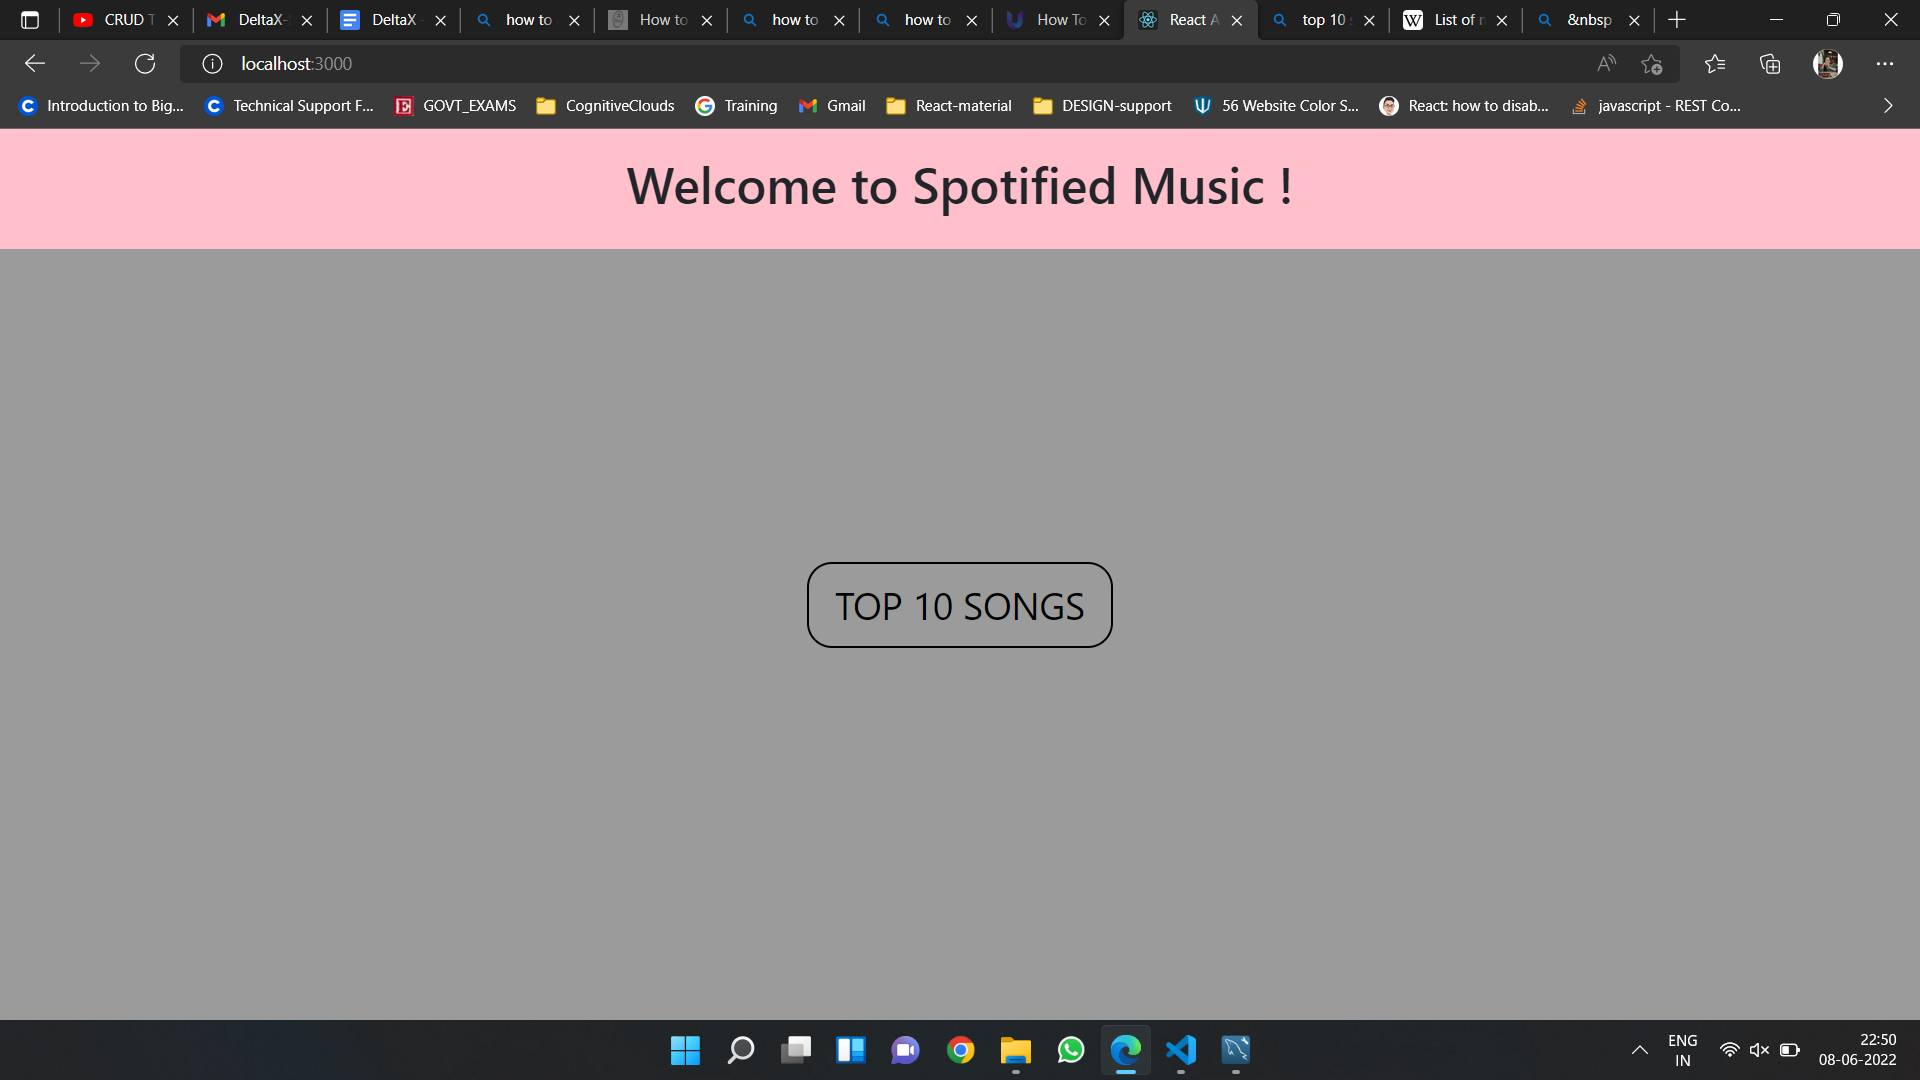 CRUD T
DeltaX-
DeltaX -
how to
How to
how to
how to
How To
React A
top 10
List of
&nbsp
localhost:3000
Introduction to Big...
Technical Support F...
GOVT_EXAMS
CognitiveClouds
Training
Gmail
React-material
DESIGN-support
56 Website Color S...
React: how to disab...
javascript - REST Co...
Welcome to Spotified Music !
TOP 10 SONGS
ENG
IN
22:50
08-06-2022